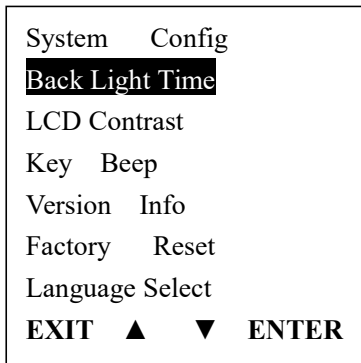 System Config
Back Light Time
LCD Contrast
Key Beep
Version Info
Factory Reset
Language Select
EXIT ▲ ▼ ENTER